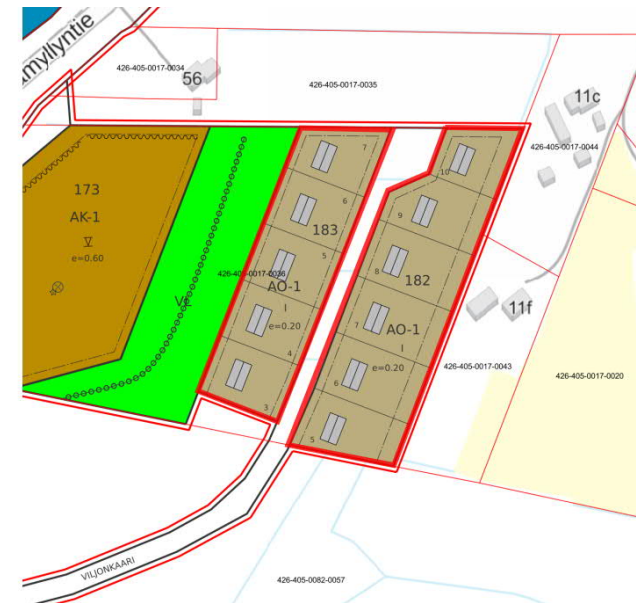 amyllyntie
56
426-405-0017-0034
426-405-0017-0035
11c
426-405-0017-0044
173
AK-1
V
e=0.60
VL
426-405-0017-0036
7
6
183
5
AO-1
I
e=0.20
4
3
10
9
8
182
7
AO-1
I
e=0.20
6
5
11f
426-405-0017-0043
426-405-0017-0020
VILJONKAARI
426-405-0082-0057